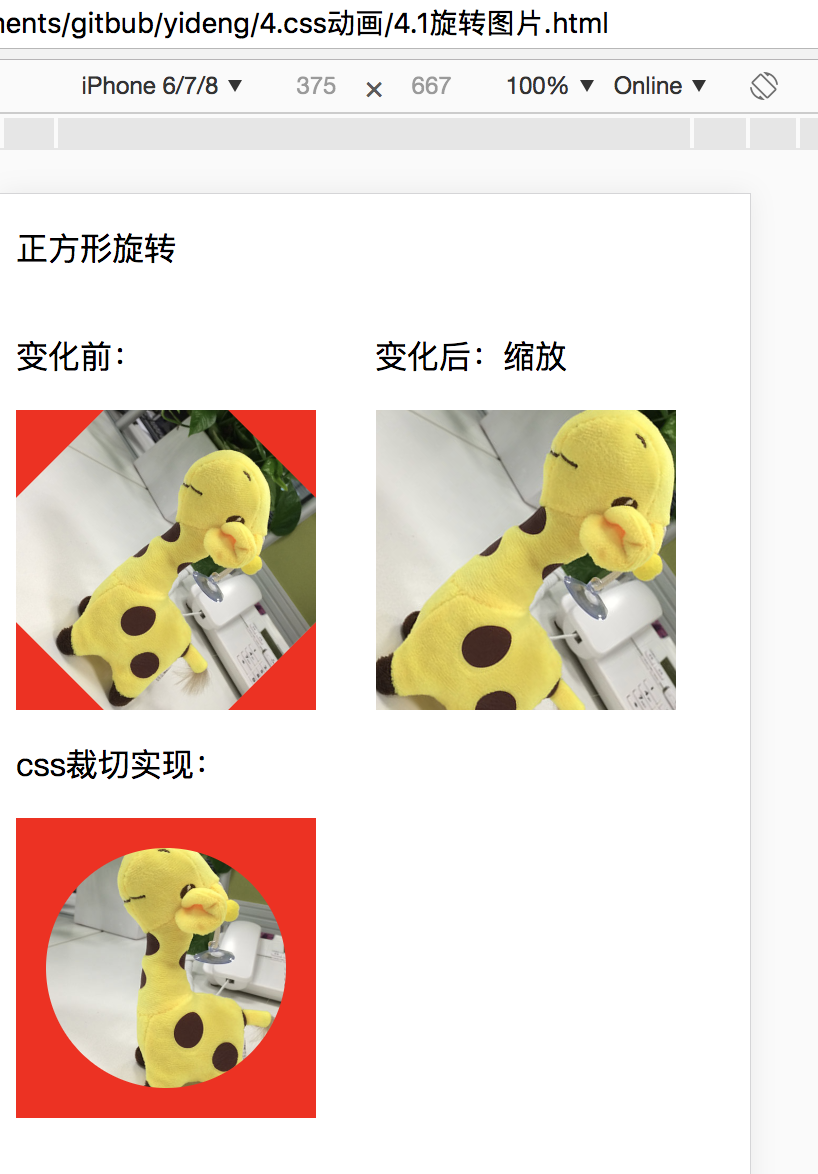 ments/gitbub/yideng/4.css动画/4.1旋转图片.html
iPhone 6/7/8 ▼ 375 × 667 100% ▼ Online ▼
正方形旋转
变化前：
变化后：缩放
css裁切实现：